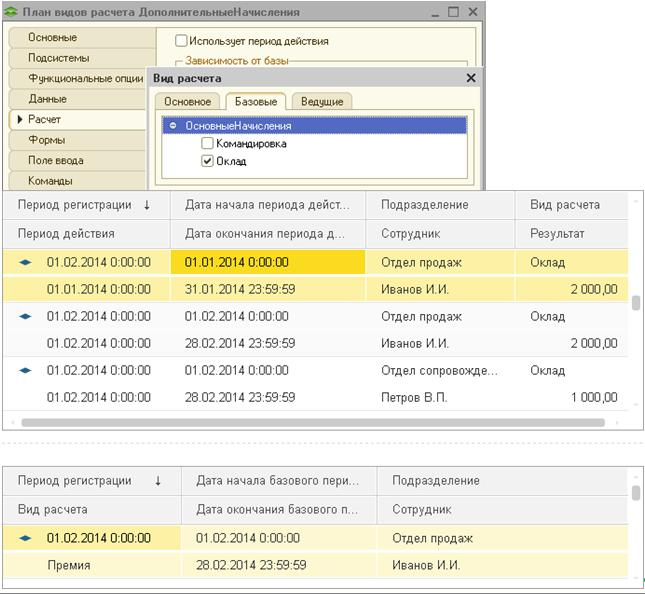 План видов расчета ДополнительныеНачисления
Основные
Использует период действия
Подсистемы
Зависимость от базы
Функциональные опции
Вид расчета
Данные
Основное Базовые Ведущие
Расчет
ОсновныеНачисления
Формы
Командировка
Поле ввода
Оклад
Команды
Период регистрации ↓ Дата начала периода дейст... Подразделение Вид расчета
Период действия Дата окончания периода д... Сотрудник Результат
01.02.2014 0:00:00 01.01.2014 0:00:00 Отдел продаж Оклад
01.01.2014 0:00:00 31.01.2014 23:59:59 Иванов И.И. 2 000,00
01.02.2014 0:00:00 01.02.2014 0:00:00 Отдел продаж Оклад
01.02.2014 0:00:00 28.02.2014 23:59:59 Иванов И.И. 2 000,00
01.02.2014 0:00:00 01.02.2014 0:00:00 Отдел сопровожде... Оклад
01.02.2014 0:00:00 28.02.2014 23:59:59 Петров В.П. 1 000,00
Период регистрации ↓ Дата начала базового пери... Подразделение
Вид расчета Дата окончания базового п... Сотрудник
01.02.2014 0:00:00 01.02.2014 0:00:00 Отдел продаж
Премия 28.02.2014 23:59:59 Иванов И.И.